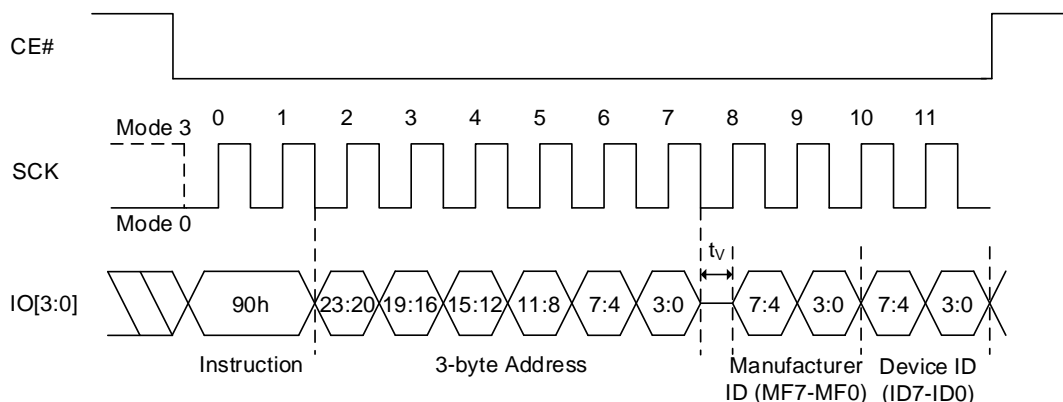 CE#
0 1 2 3 4 5 6 7 8 9 10 11
Mode 3
SCK
Mode 0
tV
IO[3:0] 90h 23:20 19:16 15:12 11:8 7:4 3:0 7:4 3:0 7:4 3:0
Instruction 3-byte Address Manufacturer Device ID
ID (MF7-MF0) (ID7-ID0)